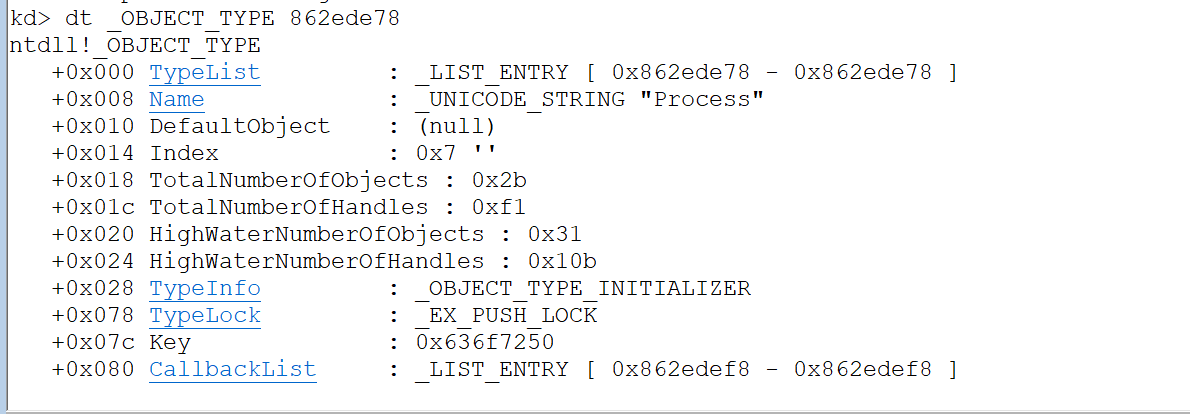 kd> dt _OBJECT_TYPE 862ede78
ntdll!_OBJECT_TYPE
   +0x000 TypeList         : _LIST_ENTRY [ 0x862ede78 - 0x862ede78 ]
   +0x008 Name             : _UNICODE_STRING "Process"
   +0x010 DefaultObject    : (null)
   +0x014 Index            : 0x7 ''
   +0x018 TotalNumberOfObjects : 0x2b
   +0x01c TotalNumberOfHandles : 0xf1
   +0x020 HighWaterNumberOfObjects : 0x31
   +0x024 HighWaterNumberOfHandles : 0x10b
   +0x028 TypeInfo         : _OBJECT_TYPE_INITIALIZER
   +0x078 TypeLock         : _EX_PUSH_LOCK
   +0x07c Key              : 0x636f7250
   +0x080 CallbackList     : _LIST_ENTRY [ 0x862edef8 - 0x862edef8 ]